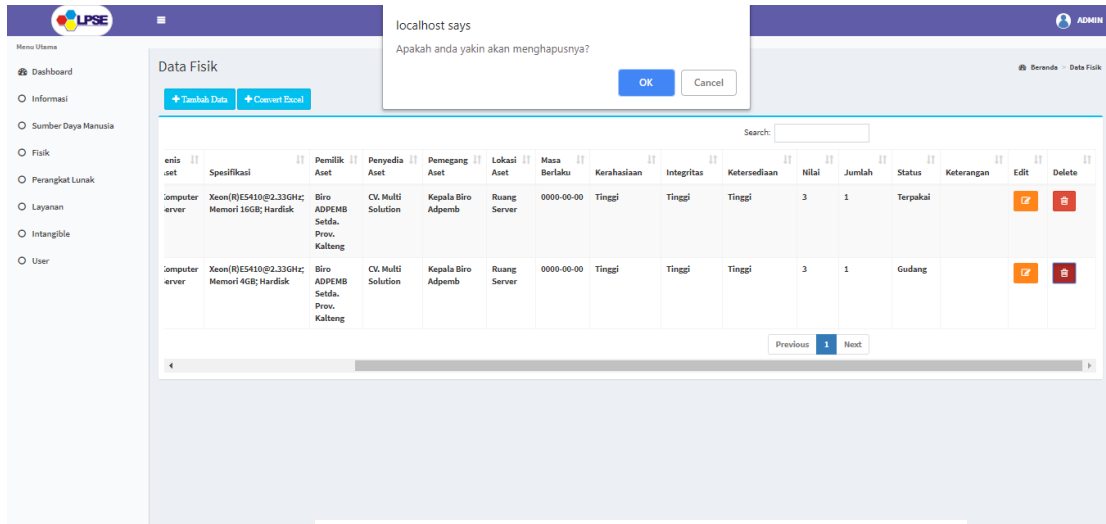 LPSE
localhost says
Apakah anda yakin akan menghapusnya?
OK
Cancel
ADMIN
Menu Utama
Dashboard
Informasi
Sumber Daya Manusia
Fisik
Perangkat Lunak
Layanan
Intangible
User
Data Fisik
Beranda > Data Fisik
Tambah Data
Convert Excel
Search:
enis Aset Spesifikasi Pemilik Aset Penyedia Aset Pemegang Aset Lokasi Aset Masa Berlaku Kerahasiaan Integritas Ketersediaan Nilai Jumlah Status Keterangan Edit Delete
Computer Server Xeon(R)E5410@2.33GHz; Memori 16GB; Hardisk Biro ADPEMB Setda. Prov. Kalteng CV. Multi Solution Kepala Biro Adpemb Ruang Server 0000-00-00 Tinggi Tinggi Tinggi 3 1 Terpakai
Computer Server Xeon(R)E5410@2.33GHz; Memori 4GB; Hardisk Biro ADPEMB Setda. Prov. Kalteng CV. Multi Solution Kepala Biro Adpemb Ruang Server 0000-00-00 Tinggi Tinggi Tinggi 3 1 Gudang
Previous 1 Next